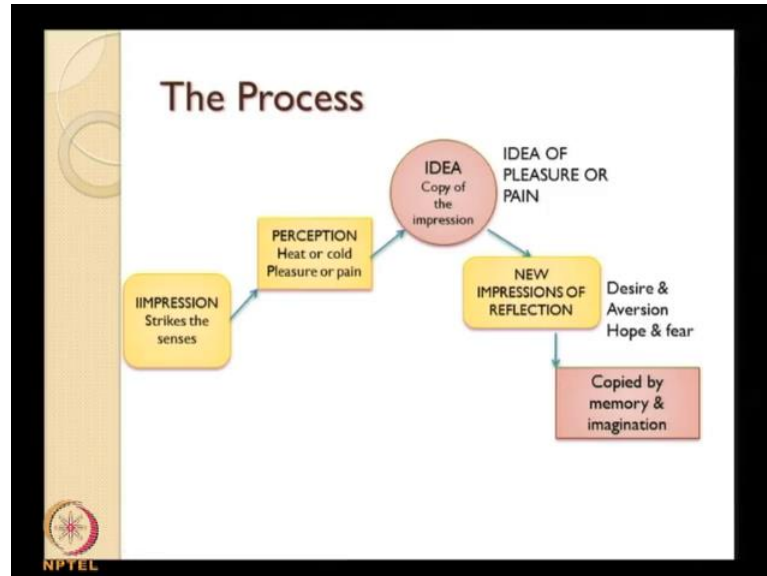 The Process
IIMPRESSION
Strikes the
senses
PERCEPTION
Heat or cold
Pleasure or pain
IDEA
Copy of
the
impression
IDEA OF
PLEASURE OR
PAIN
NEW
IMPRESSIONS OF
REFLECTION
Desire &
Aversion
Hope & fear
Copied by
memory &
imagination
NPTEL